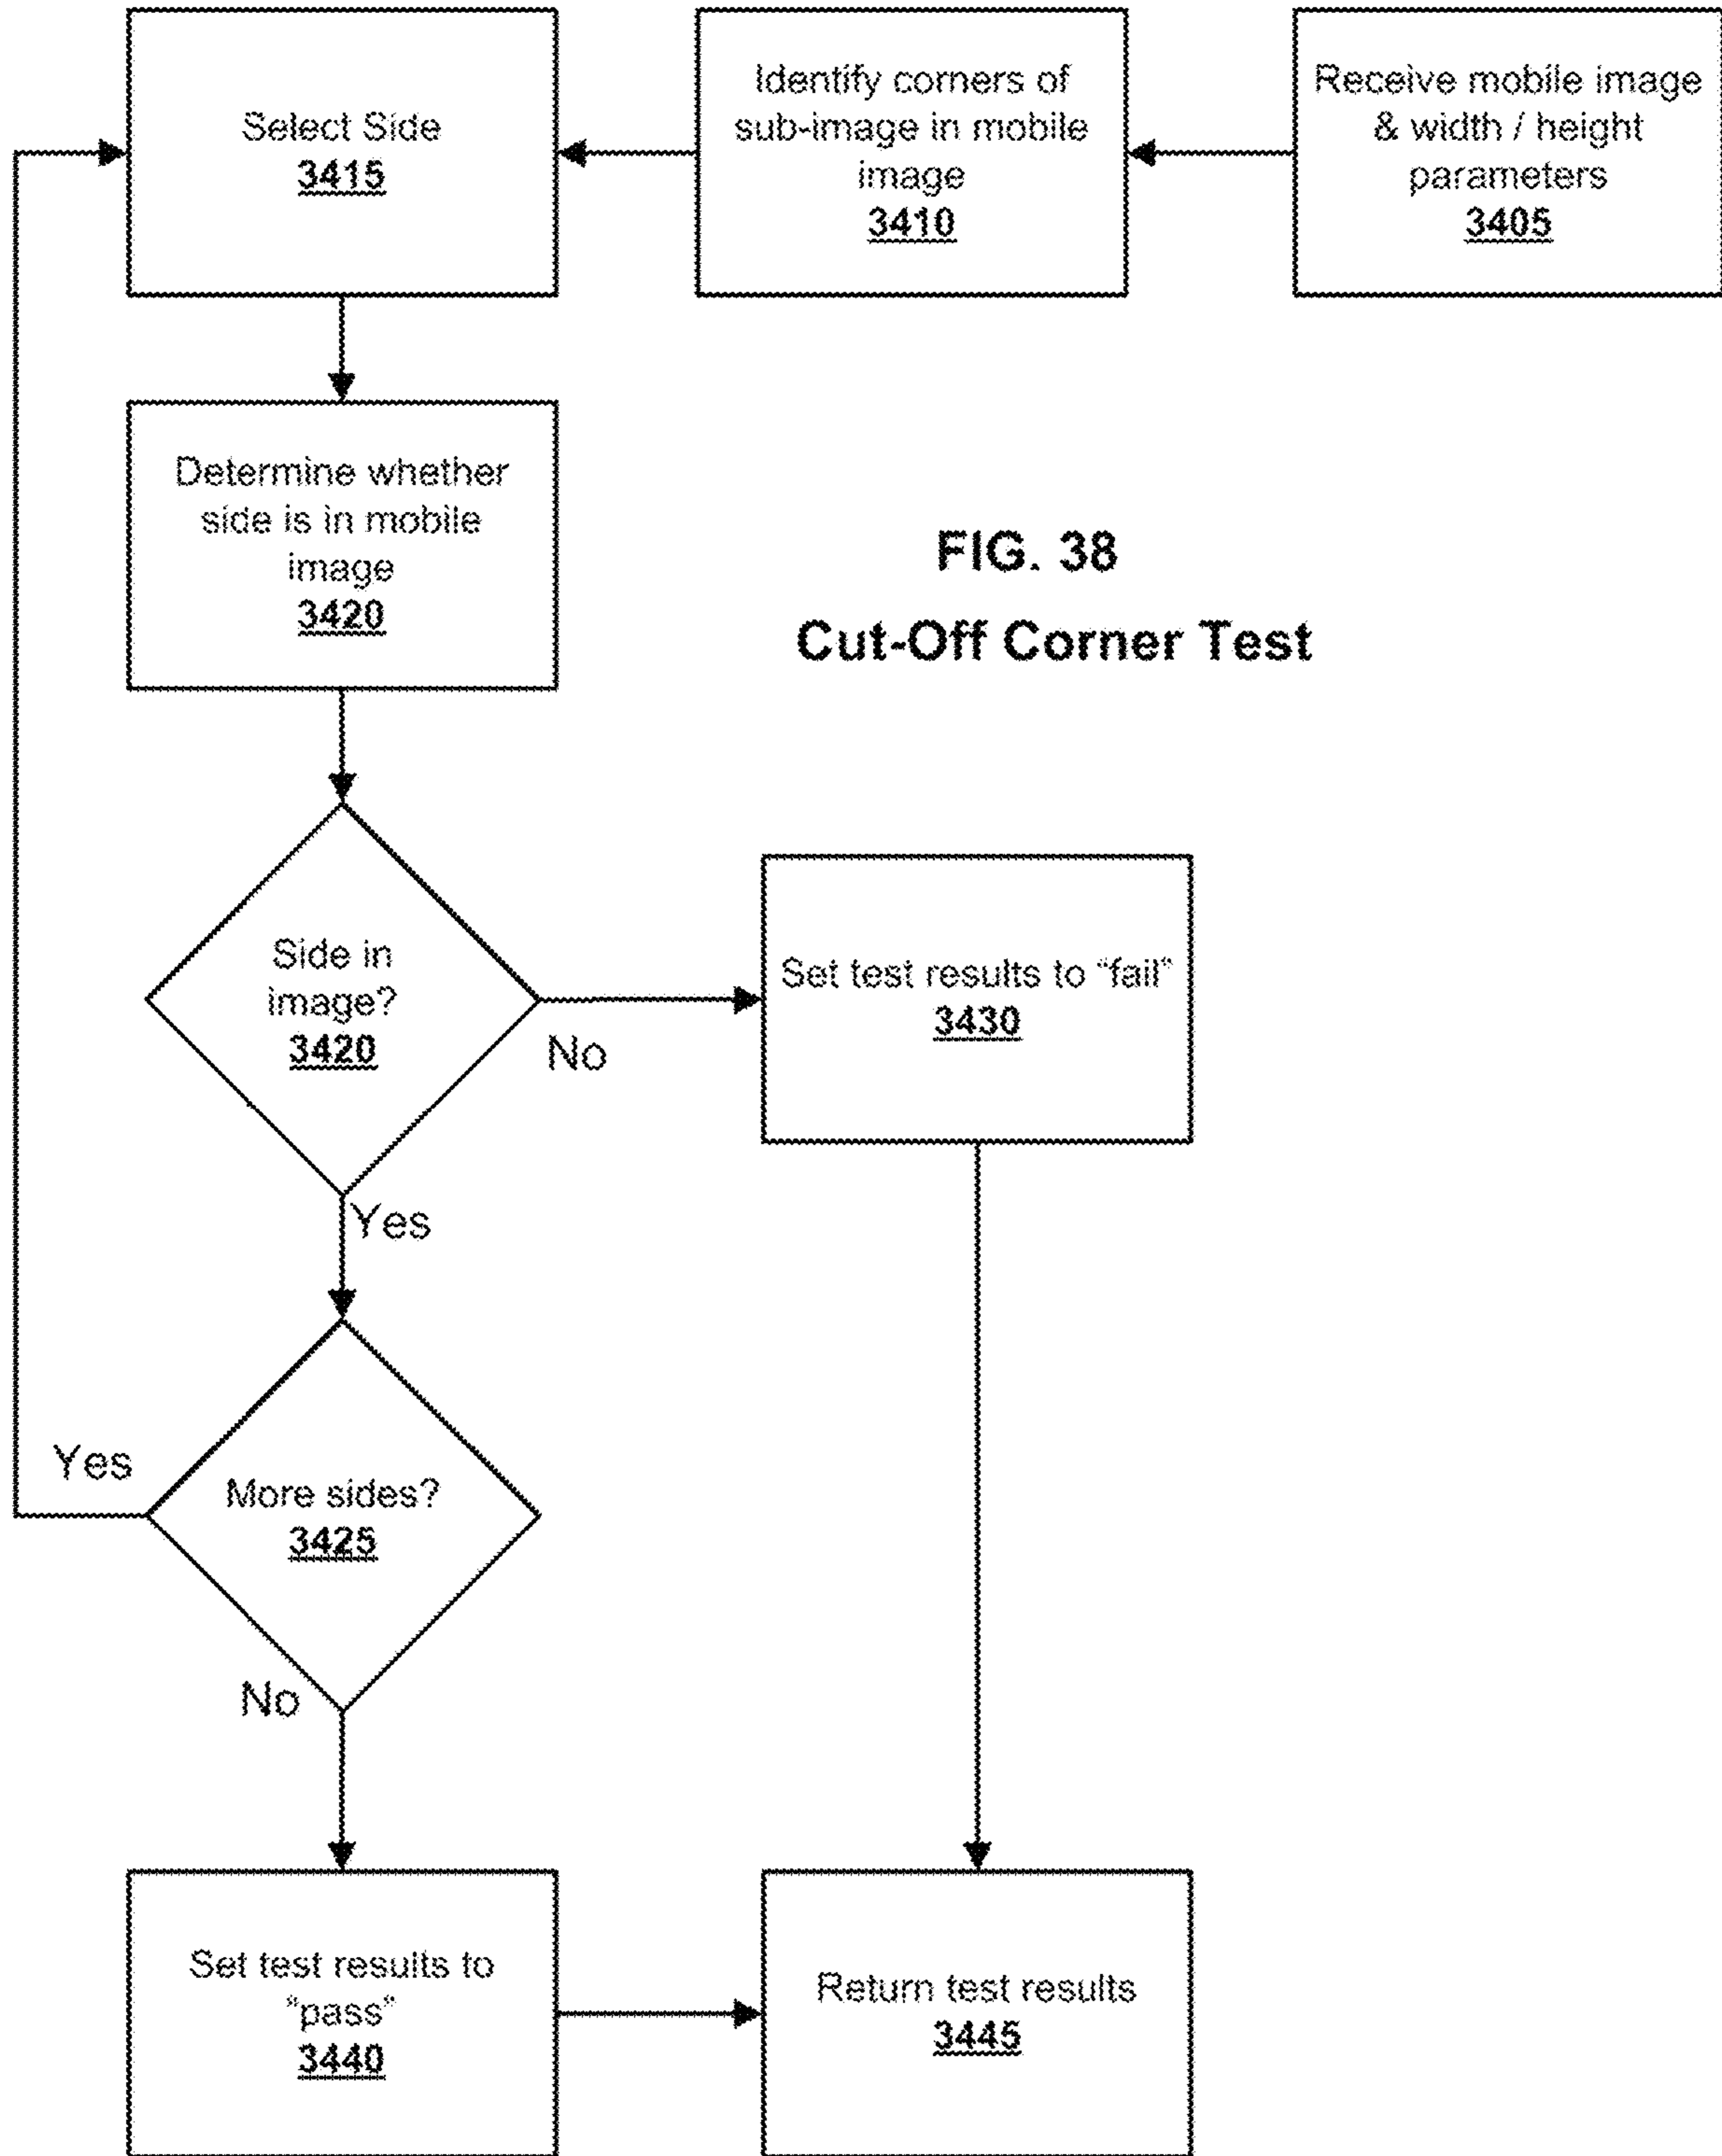 Receive mobile image
& width / height
parameters
3405
Identify corners of
sub-image in mobile
image
3410
Select Side
3415
Determine whether
side is in mobile
image
3420
FIG. 38
Cut-Off Corner Test
Side in
image?
3420
No
Set test results to "fail"
3430
Yes
More sides?
3425
Yes
No
Set test results to
"pass"
3440
Return test results
3445